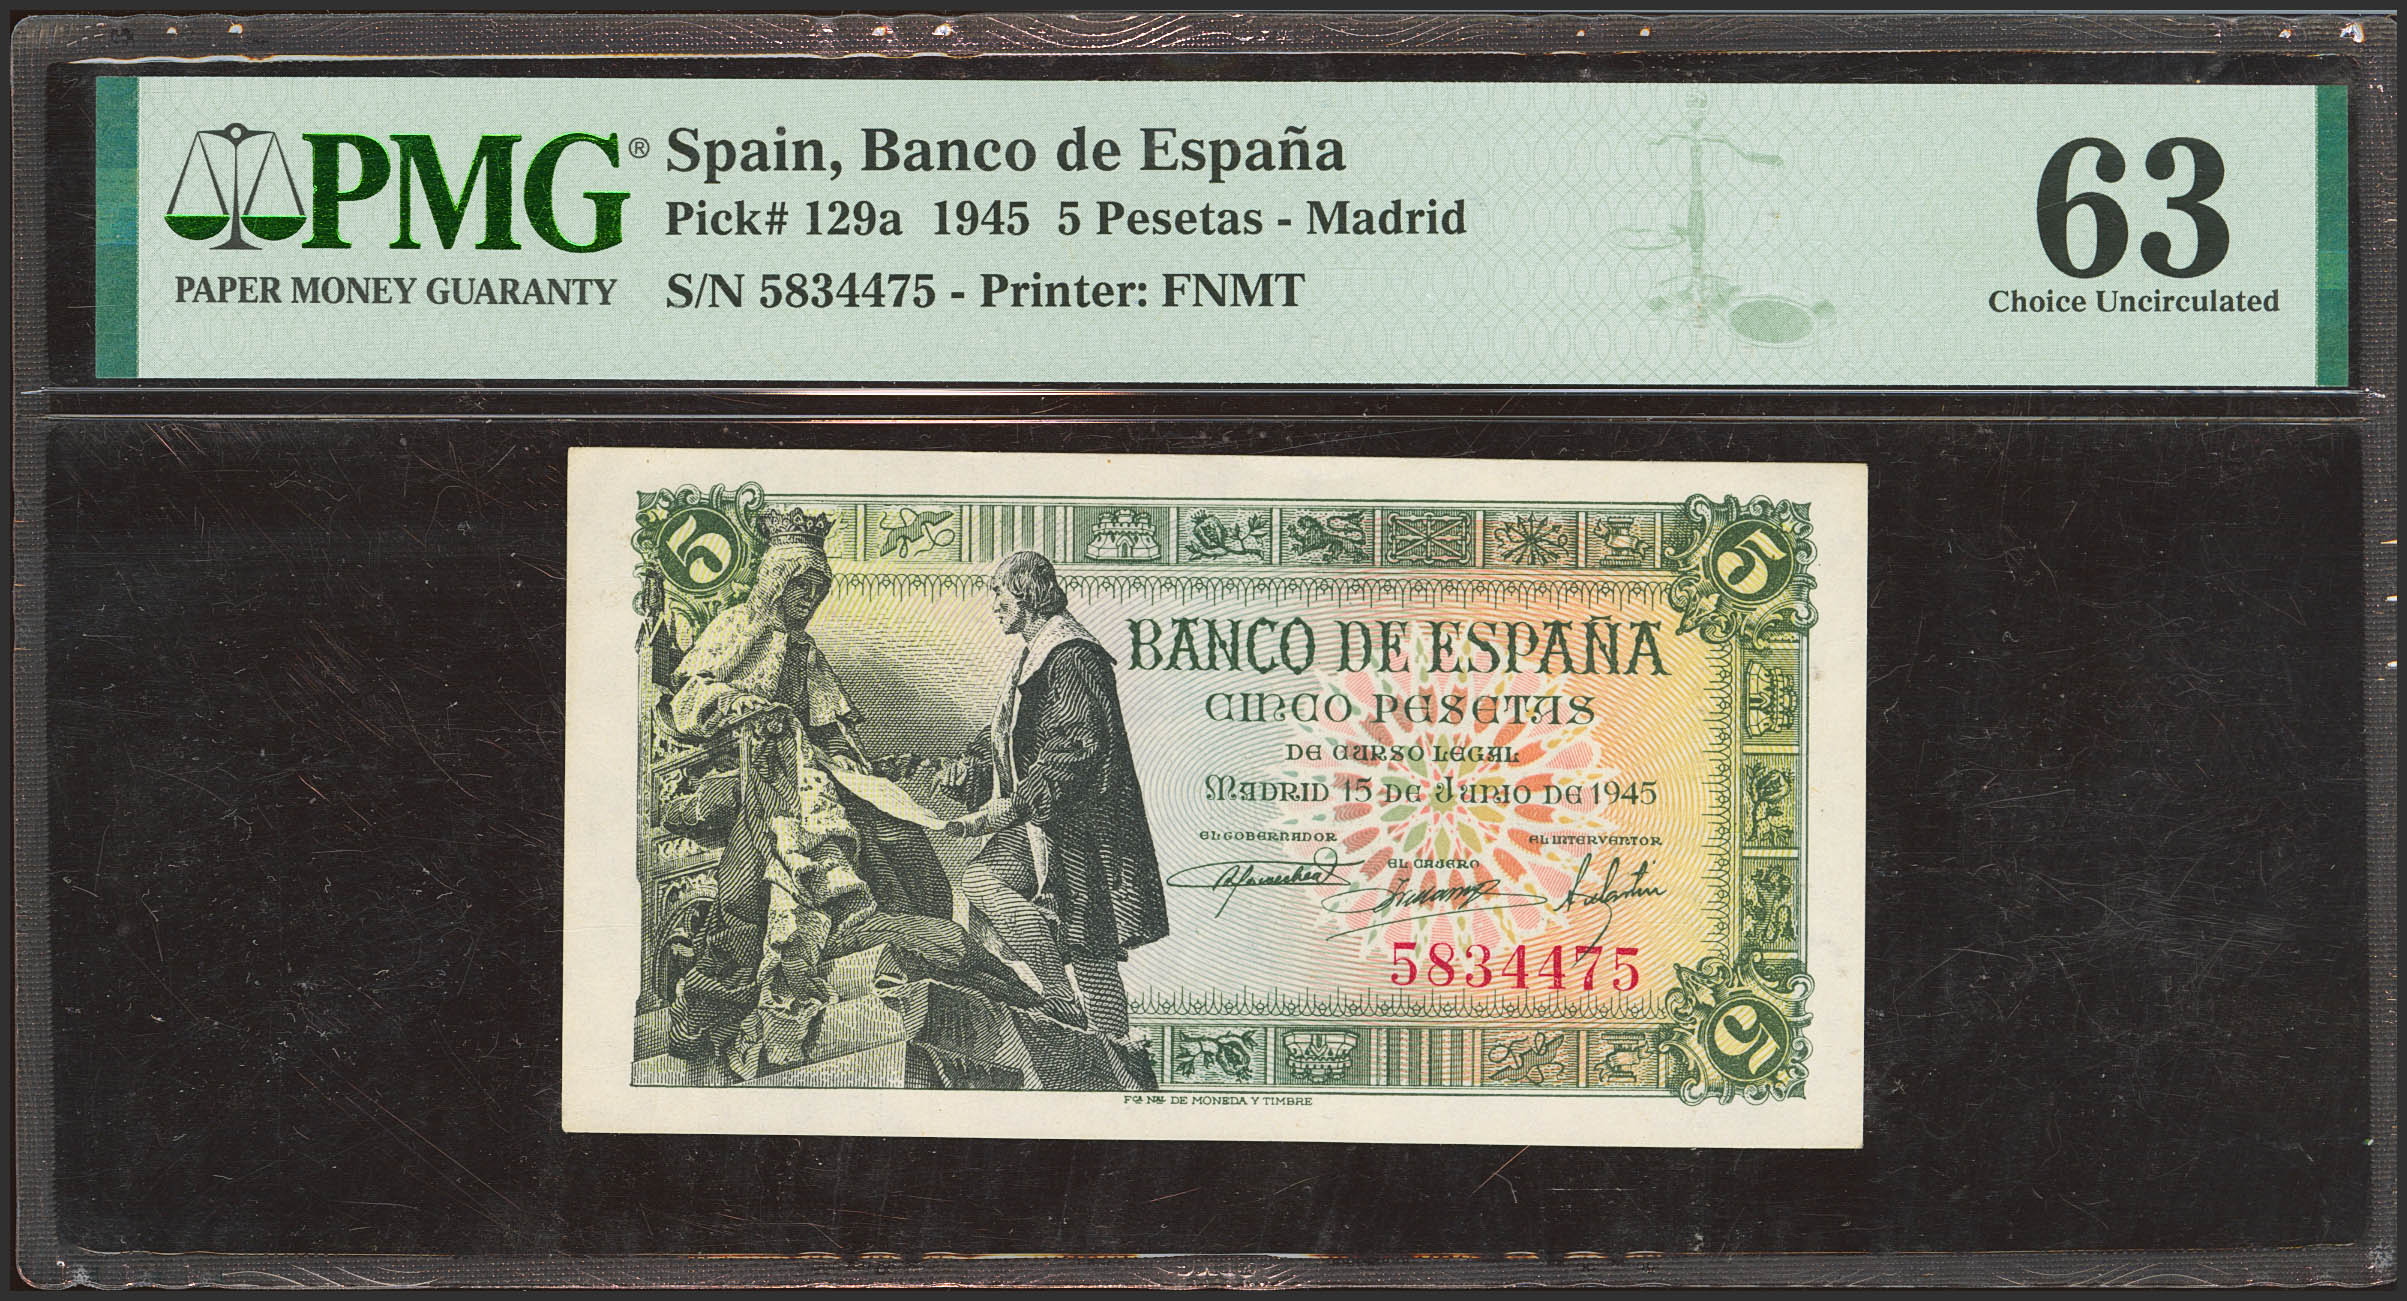 PMG®
PAPER MONEY GUARANTY
Spain, Banco de España
Pick# 129a 1945 5 Pesetas - Madrid
S/N 5834475 - Printer: FNMT
63
Choice Uncirculated
5
5
BANCO DE ESPAÑA
CINCO PESETAS
DE CURSO LEGAL
MADRID 15 DE JUNIO DE 1945
EL GOBERNADOR
EL INTERVENTOR
EL CAJERO
5834475
5
FCA NAL DE MONEDA Y TIMBRE